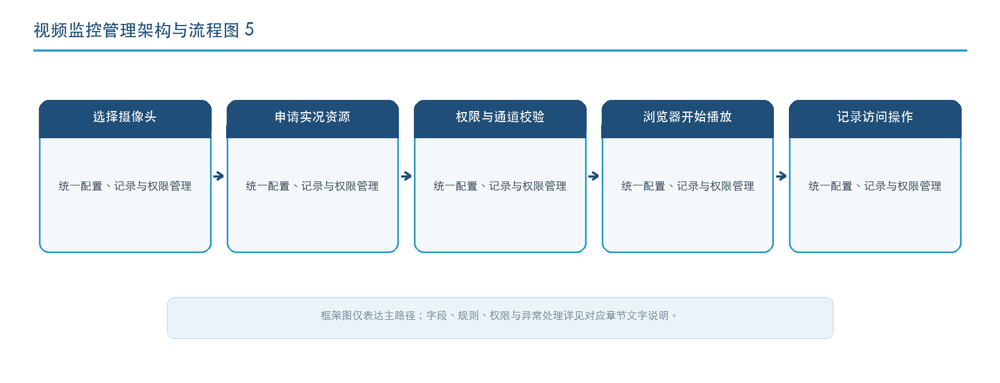 视频监控管理架构与流程图 5
选择摄像头
统一配置、记录与权限管理
申请实况资源
统一配置、记录与权限管理
权限与通道校验
统一配置、记录与权限管理
浏览器开始播放
统一配置、记录与权限管理
记录访问操作
统一配置、记录与权限管理
框架图仅表达主路径；字段、规则、权限与异常处理详见对应章节文字说明。